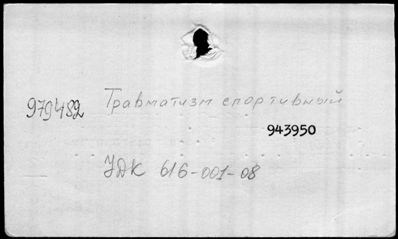 Травматизм спортивный
979482
943950
УДК 616-001-08